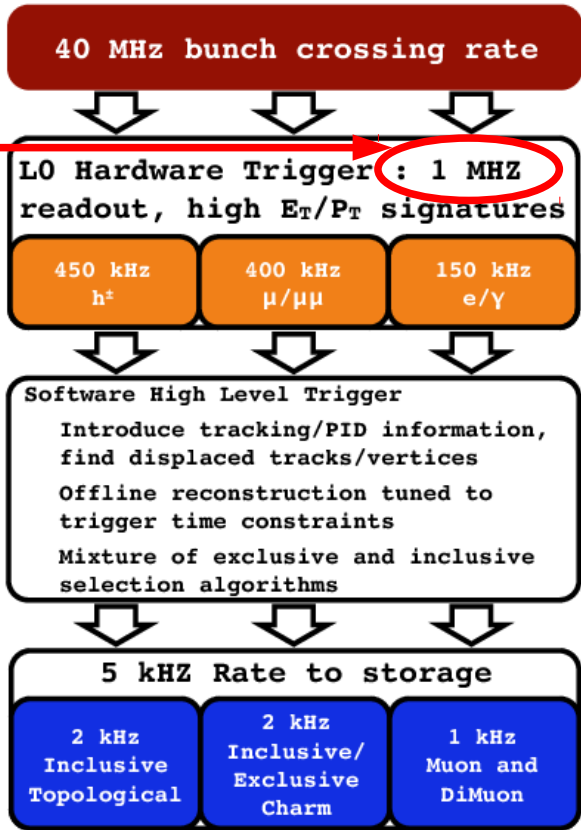 40 MHz bunch crossing rate
L0 Hardware Trigger : 1 MHZ
readout, high ET/PT signatures
450 kHz
h±
400 kHz
μ/μμ
150 kHz
e/γ
Software High Level Trigger
Introduce tracking/PID information,
find displaced tracks/vertices
Offline reconstruction tuned to
trigger time constraints
Mixture of exclusive and inclusive
selection algorithms
5 kHZ Rate to storage
2 kHz
Inclusive
Topological
2 kHz
Inclusive/
Exclusive
Charm
1 kHz
Muon and
DiMuon